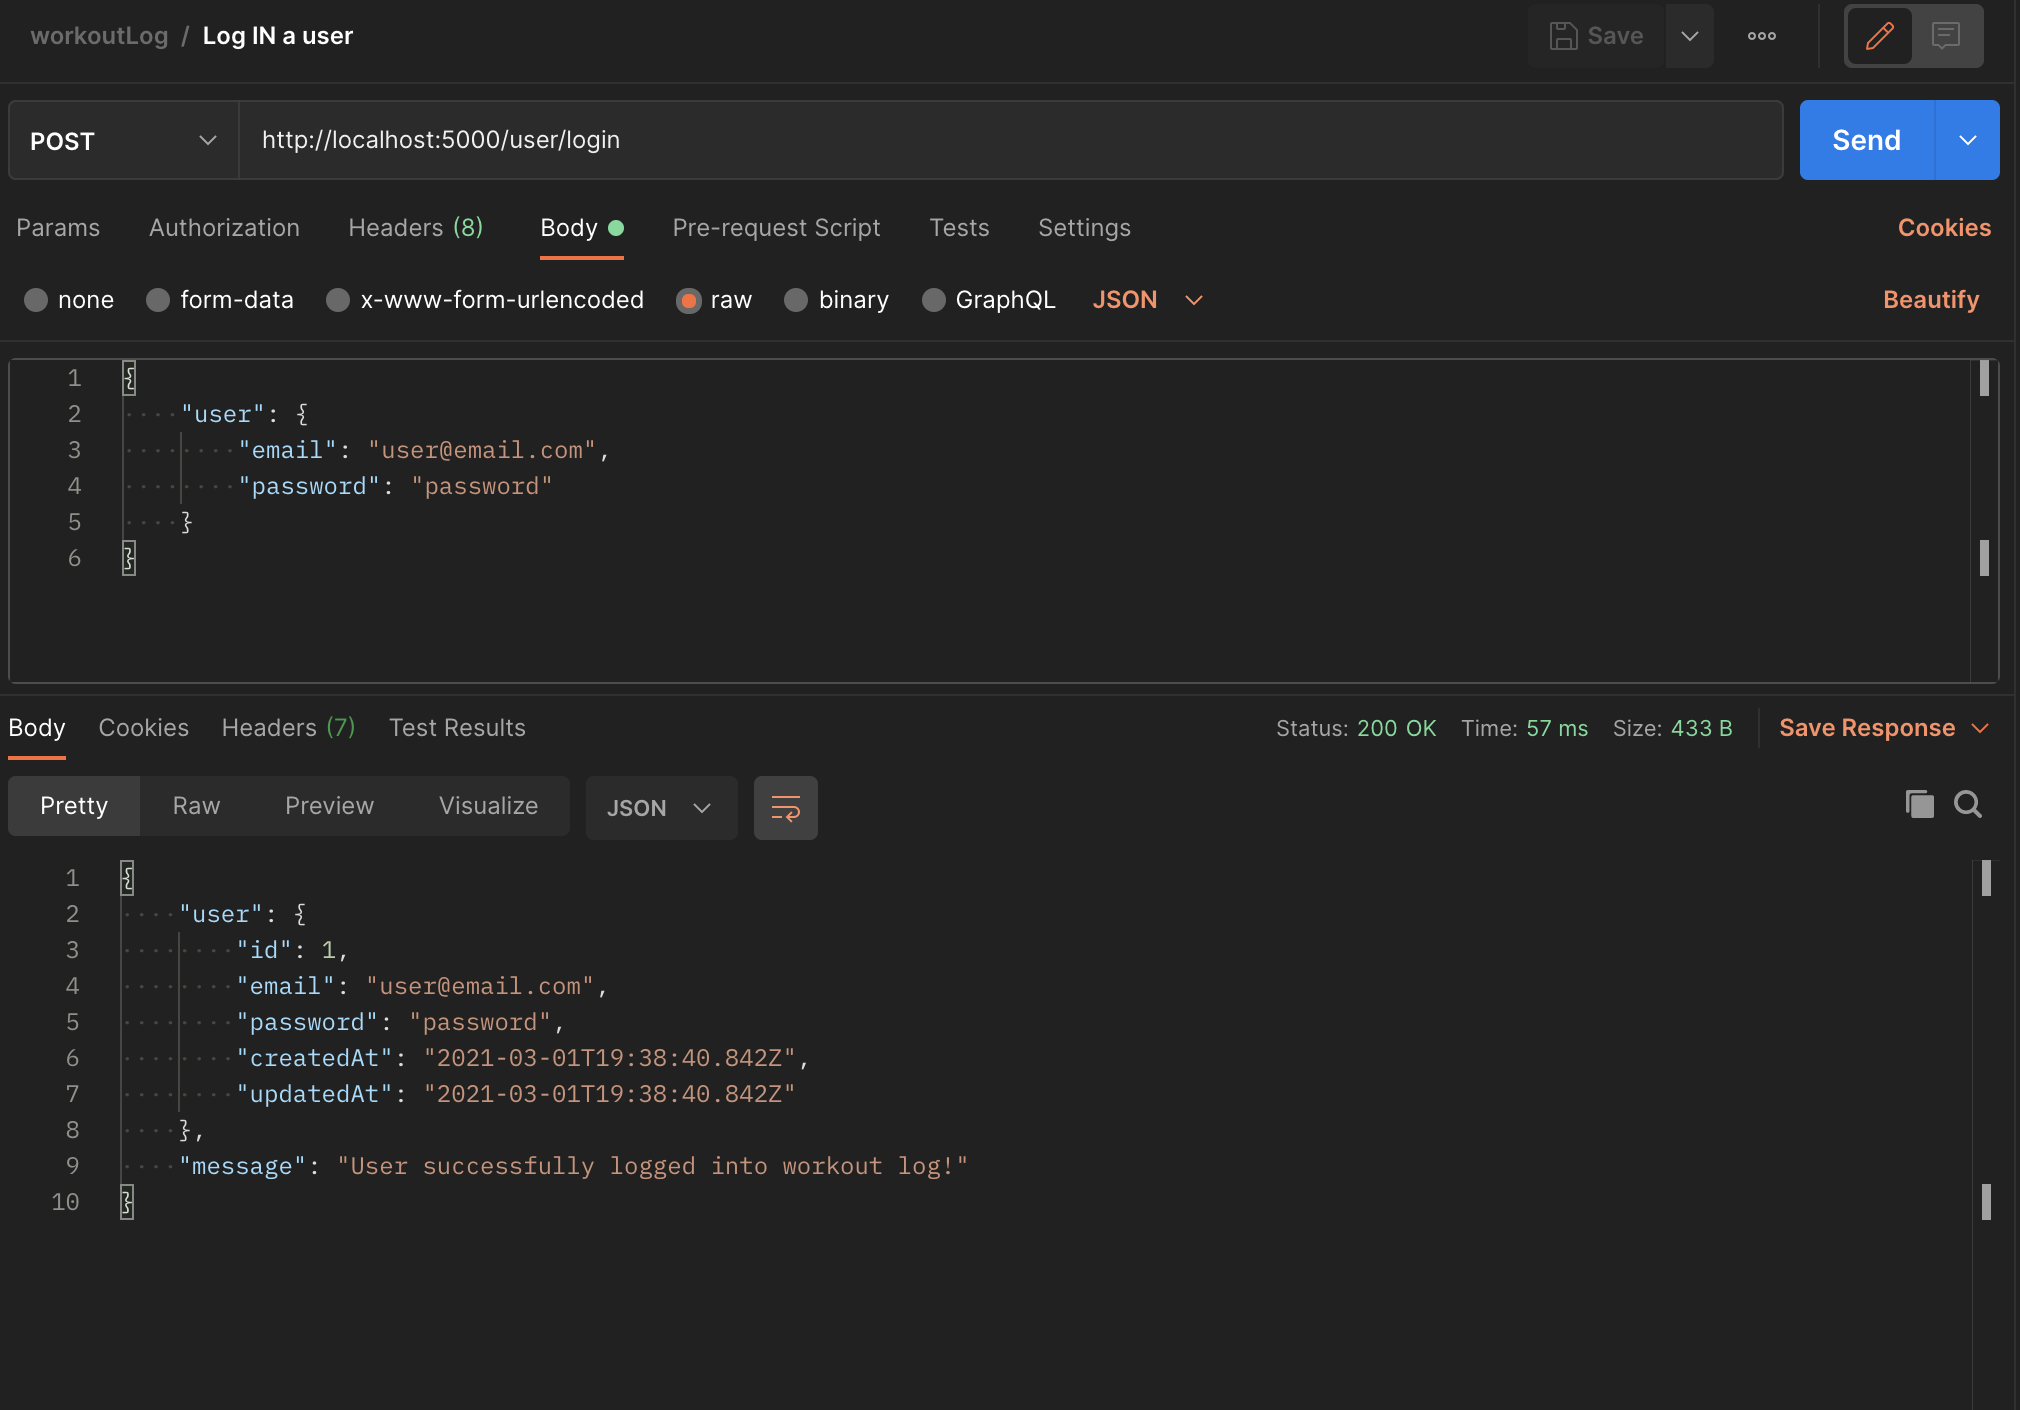 workoutLog / Log IN a user
Save
POST
http://localhost:5000/user/login
Send
Params Authorization Headers (8) Body Pre-request Script Tests Settings Cookies
none form-data x-www-form-urlencoded raw binary GraphQL JSON Beautify
1 {
2 "user": {
3 "email": "user@email.com",
4 "password": "password"
5 }
6 }
Body Cookies Headers (7) Test Results Status: 200 OK Time: 57 ms Size: 433 B Save Response
Pretty Raw Preview Visualize JSON
1 {
2 "user": {
3 "id": 1,
4 "email": "user@email.com",
5 "password": "password",
6 "createdAt": "2021-03-01T19:38:40.842Z",
7 "updatedAt": "2021-03-01T19:38:40.842Z"
8 },
9 "message": "User successfully logged into workout log!"
10 }